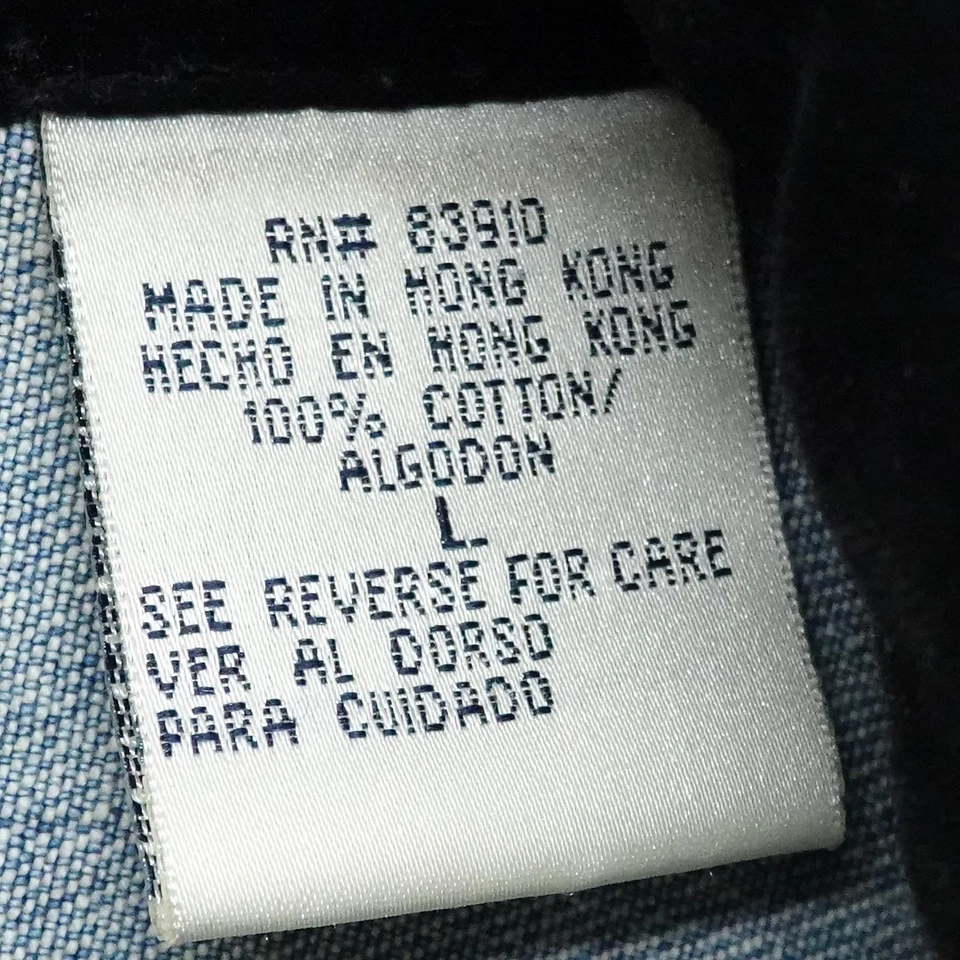 RN# 83910
MADE IN HONG KONG
HECHO EN HONG KONG
100% COTTON/
ALGODON
L
SEE REVERSE FOR CARE
VER AL DORSO
PARA CUIDADO